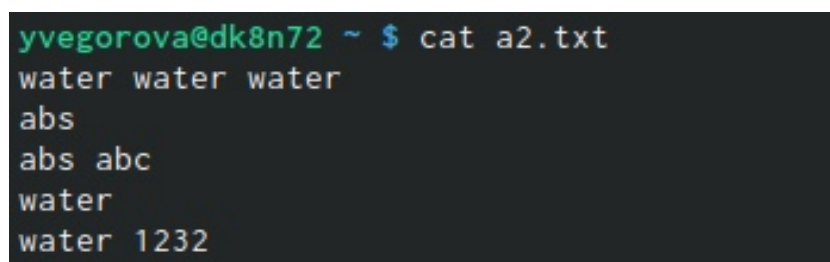 yvegorova@dk8n72 ~ $ cat a2.txt
water water water
abs
abs abc
water
water 1232